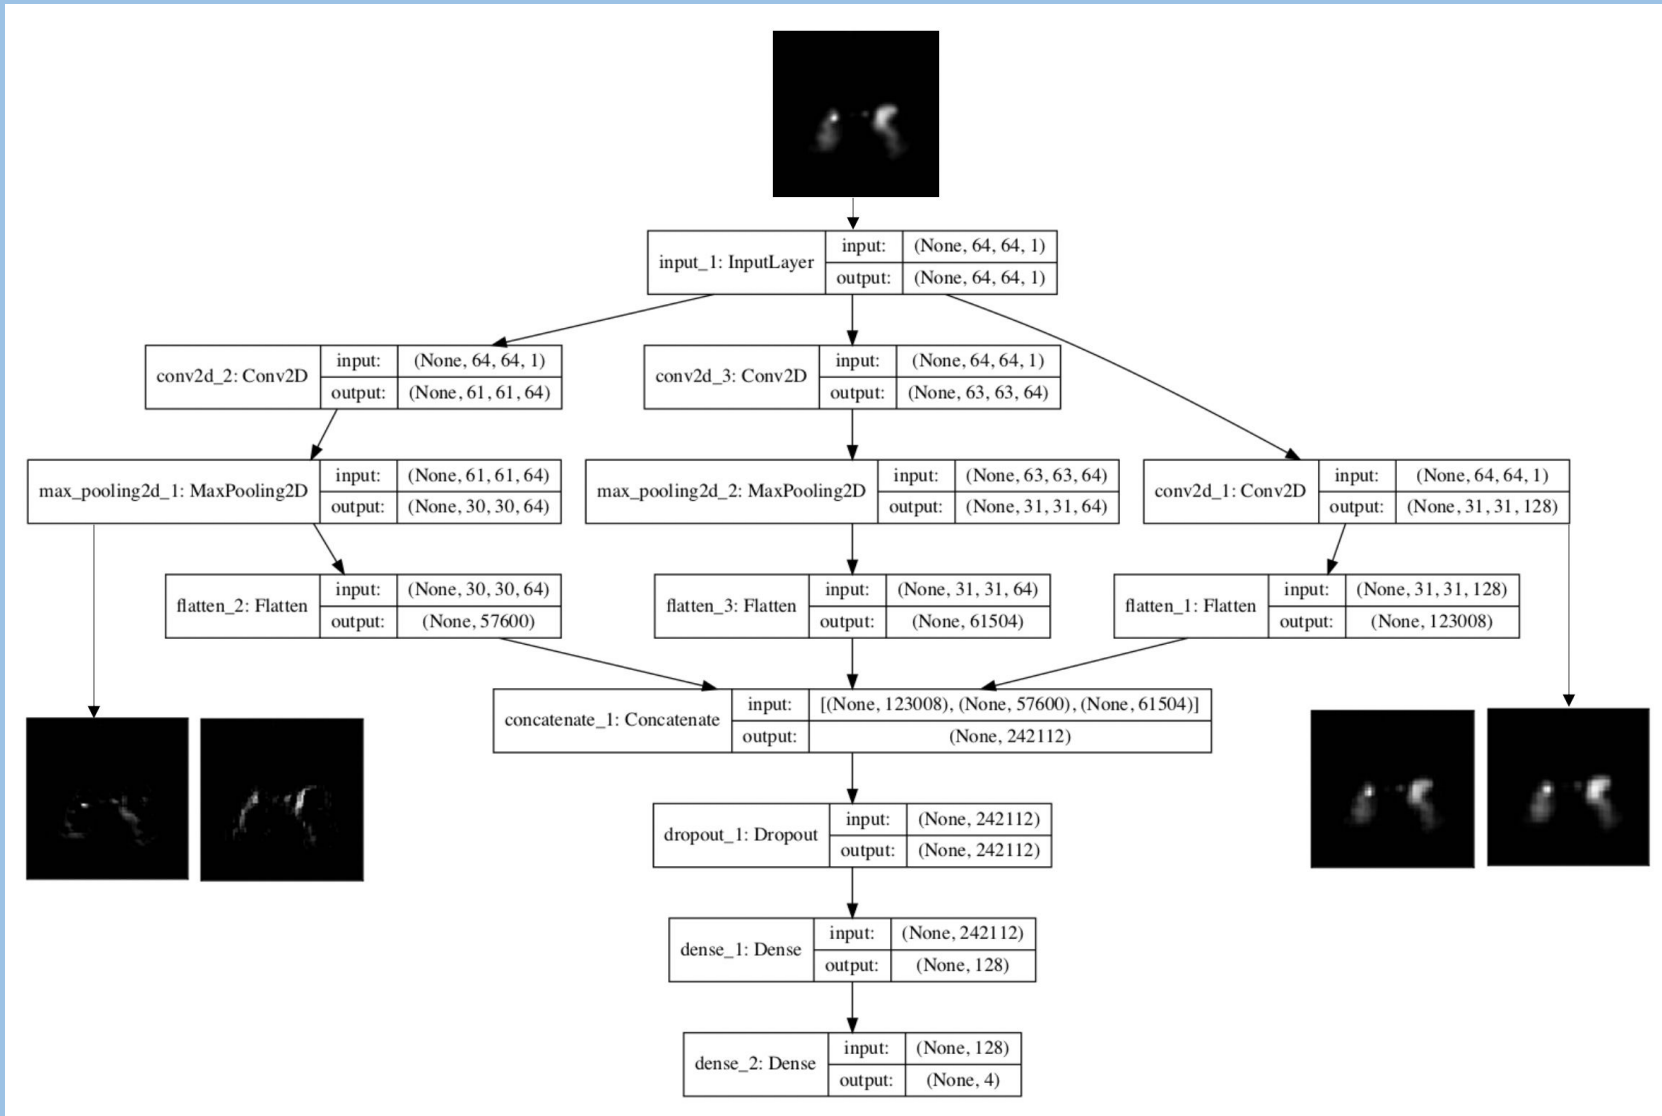 input_1: InputLayer
input: (None, 64, 64, 1)
output: (None, 64, 64, 1)
conv2d_2: Conv2D
input: (None, 64, 64, 1)
output: (None, 61, 61, 64)
conv2d_3: Conv2D
input: (None, 64, 64, 1)
output: (None, 63, 63, 64)
max_pooling2d_1: MaxPooling2D
input: (None, 61, 61, 64)
output: (None, 30, 30, 64)
max_pooling2d_2: MaxPooling2D
input: (None, 63, 63, 64)
output: (None, 31, 31, 64)
conv2d_1: Conv2D
input: (None, 64, 64, 1)
output: (None, 31, 31, 128)
flatten_2: Flatten
input: (None, 30, 30, 64)
output: (None, 57600)
flatten_3: Flatten
input: (None, 31, 31, 64)
output: (None, 61504)
flatten_1: Flatten
input: (None, 31, 31, 128)
output: (None, 123008)
concatenate_1: Concatenate
input: [(None, 123008), (None, 57600), (None, 61504)]
output: (None, 242112)
dropout_1: Dropout
input: (None, 242112)
output: (None, 242112)
dense_1: Dense
input: (None, 242112)
output: (None, 128)
dense_2: Dense
input: (None, 128)
output: (None, 4)